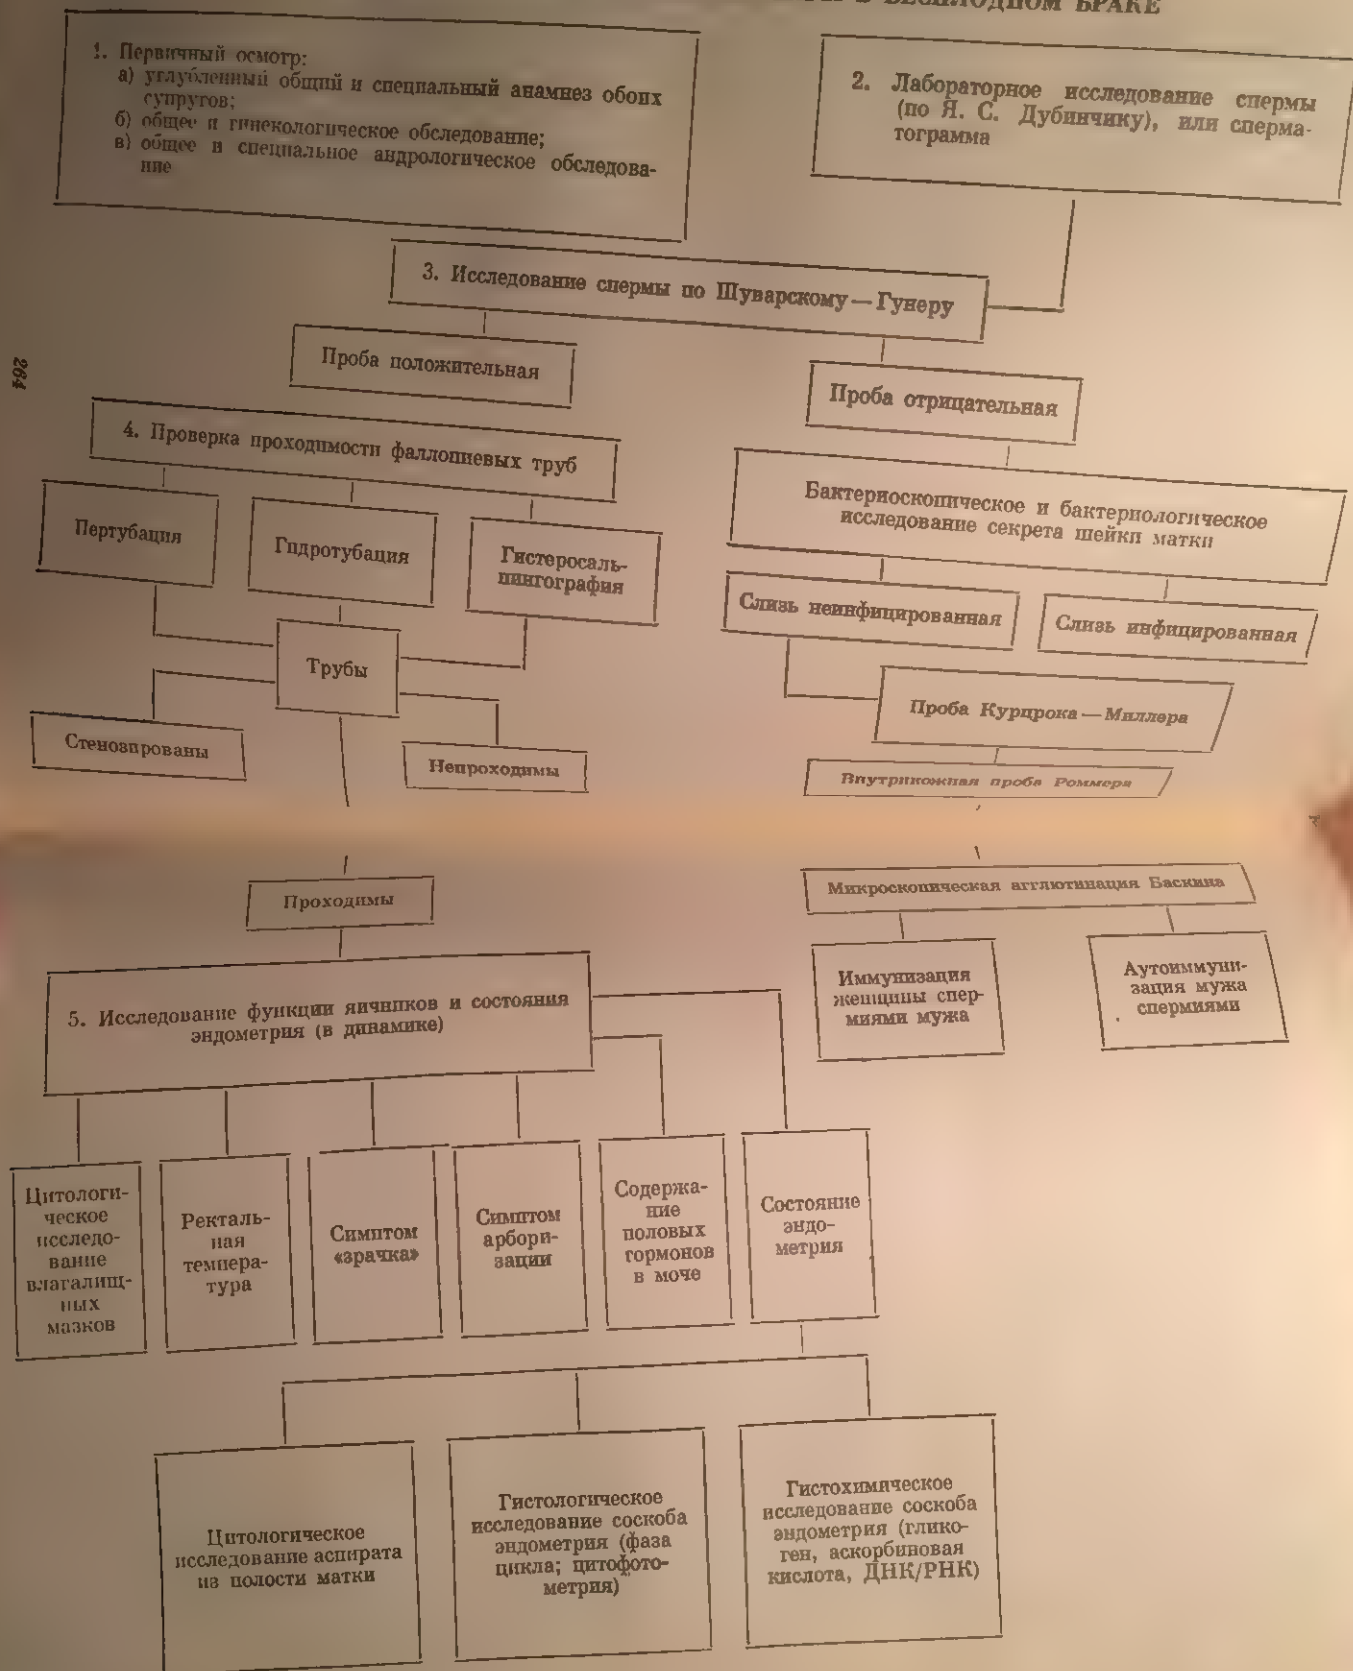 В БЕСПЛОДНОМ БРАКЕ
1. Первичный осмотр:
а) углубленный общий и специальный анамнез обоих
супругов;
б) общее и гинекологическое обследование;
в) общее и специальное андрологическое обследова-
ние
2. Лабораторное исследование спермы
(по Я. С. Дубинчику), или сперма-
тограмма
3. Исследование спермы по Шуварскому — Гунеру
Проба положительная
Проба отрицательная
264
4. Проверка проходимости фаллопиевых труб
Пертубация
Гидротубация
Гистеросаль-
пингография
Бактериоскопическое и бактериологическое
исследование секрета шейки матки
Слизь неинфицированная
Слизь инфицированная
Трубы
Стенозированы
Непроходимы
Проба Курцрока — Миллера
Внутрикожная проба Роммера
Проходимы
Микроскопическая агглютинация Баскина
Иммунизация
женщины спер-
миями мужа
Аутоиммуни-
зация мужа
спермиями
5. Исследование функции яичников и состояния
эндометрия (в динамике)
Цитологи-
ческое
исследо-
вание
влагалищ-
ных
мазков
Ректаль-
ная
темпера-
тура
Симптом
«зрачка»
Симптом
арбори-
зации
Содержа-
ние
половых
гормонов
в моче
Состояние
эндо-
метрия
Цитологическое
исследование аспирата
из полости матки
Гистологическое
исследование соскоба
эндометрия (фаза
цикла; цитофото-
метрия)
Гистохимическое
исследование соскоба
эндометрия (глико-
ген, аскорбиновая
кислота, ДНК/РНК)